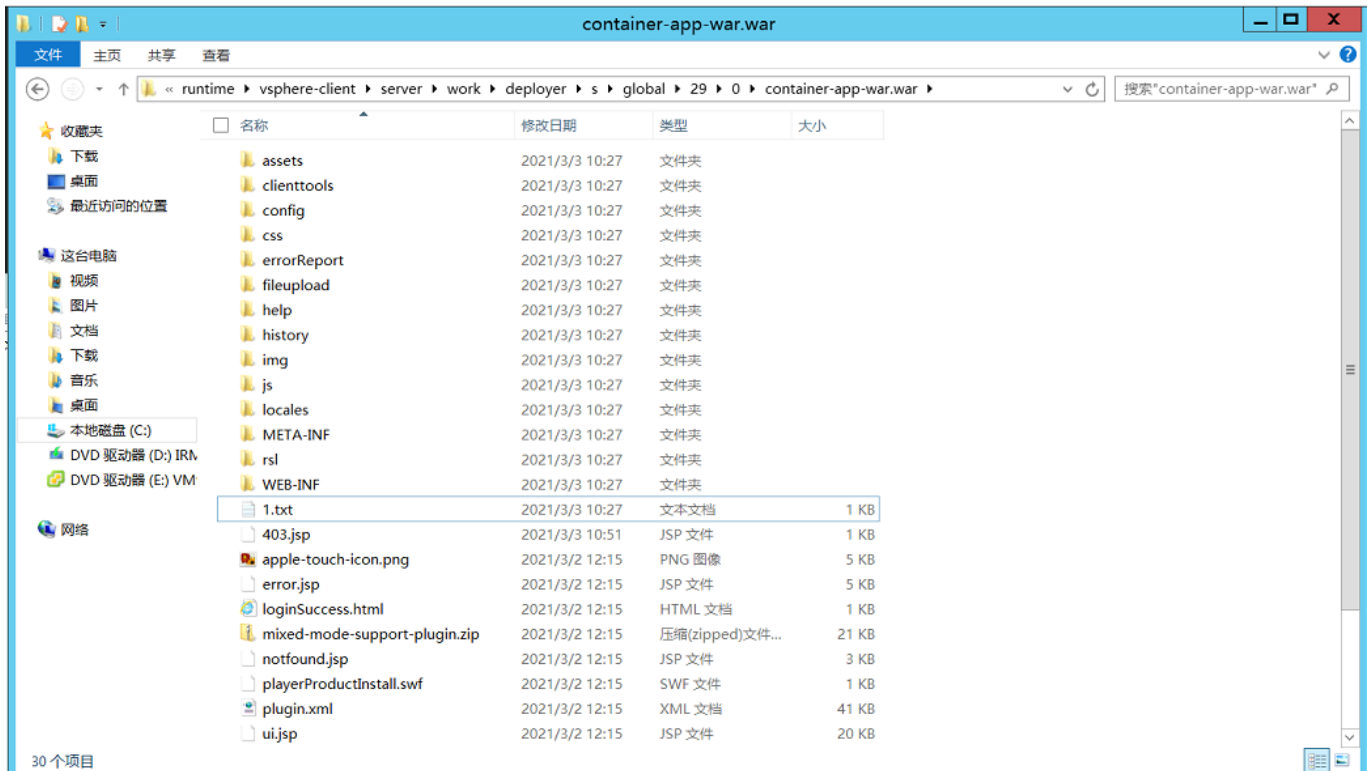 container-app-war.war
文件 主页 共享 查看
« runtime vsphere-client server work deployer s global 29 0 container-app-war.war
搜索"container-app-war.war"
收藏夹
下载
桌面
最近访问的位置
这台电脑
视频
图片
文档
下载
音乐
桌面
本地磁盘 (C:)
DVD 驱动器 (D:) IRM
DVD 驱动器 (E:) VM
网络
名称 修改日期 类型 大小
assets 2021/3/3 10:27 文件夹
clienttools 2021/3/3 10:27 文件夹
config 2021/3/3 10:27 文件夹
css 2021/3/3 10:27 文件夹
errorReport 2021/3/3 10:27 文件夹
fileupload 2021/3/3 10:27 文件夹
help 2021/3/3 10:27 文件夹
history 2021/3/3 10:27 文件夹
img 2021/3/3 10:27 文件夹
js 2021/3/3 10:27 文件夹
locales 2021/3/3 10:27 文件夹
META-INF 2021/3/3 10:27 文件夹
rsl 2021/3/3 10:27 文件夹
WEB-INF 2021/3/3 10:27 文件夹
1.txt 2021/3/3 10:27 文本文档 1 KB
403.jsp 2021/3/3 10:51 JSP 文件 1 KB
apple-touch-icon.png 2021/3/2 12:15 PNG 图像 5 KB
error.jsp 2021/3/2 12:15 JSP 文件 5 KB
loginSuccess.html 2021/3/2 12:15 HTML 文档 1 KB
mixed-mode-support-plugin.zip 2021/3/2 12:15 压缩(zipped)文件... 21 KB
notfound.jsp 2021/3/2 12:15 JSP 文件 3 KB
playerProductInstall.swf 2021/3/2 12:15 SWF 文件 1 KB
plugin.xml 2021/3/2 12:15 XML 文档 41 KB
ui.jsp 2021/3/2 12:15 JSP 文件 20 KB
30 个项目